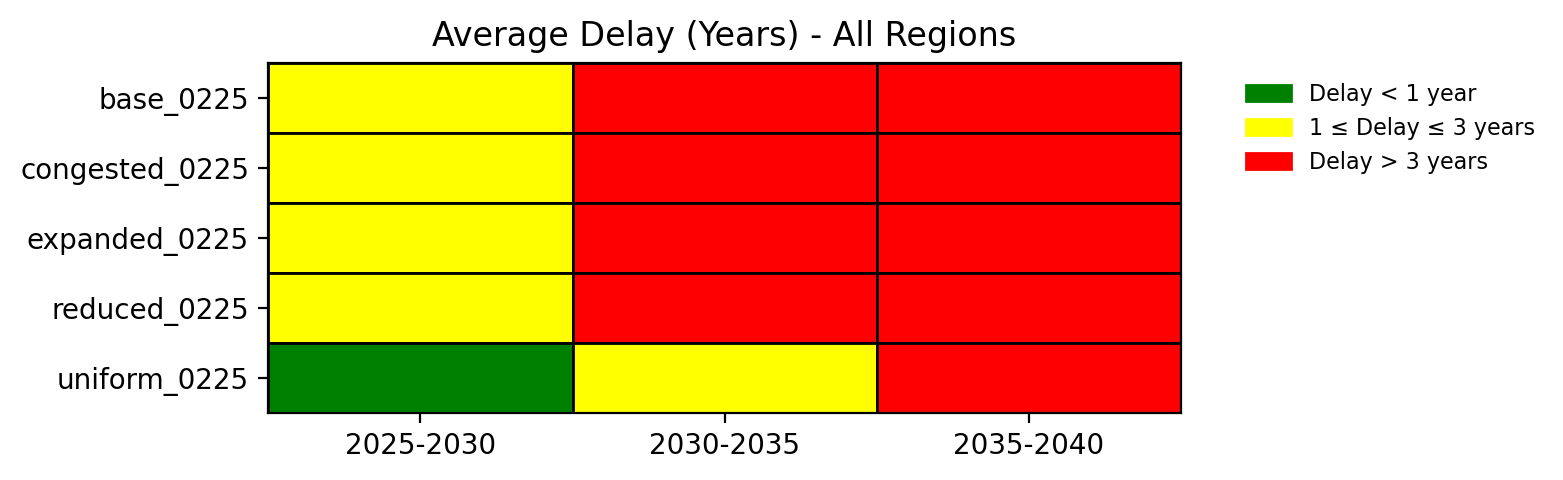 Average Delay (Years) - All Regions
base_0225
congested_0225
expanded_0225
reduced_0225
uniform_0225
2025-2030
2030-2035
2035-2040
Delay < 1 year
1 ≤ Delay ≤ 3 years
Delay > 3 years